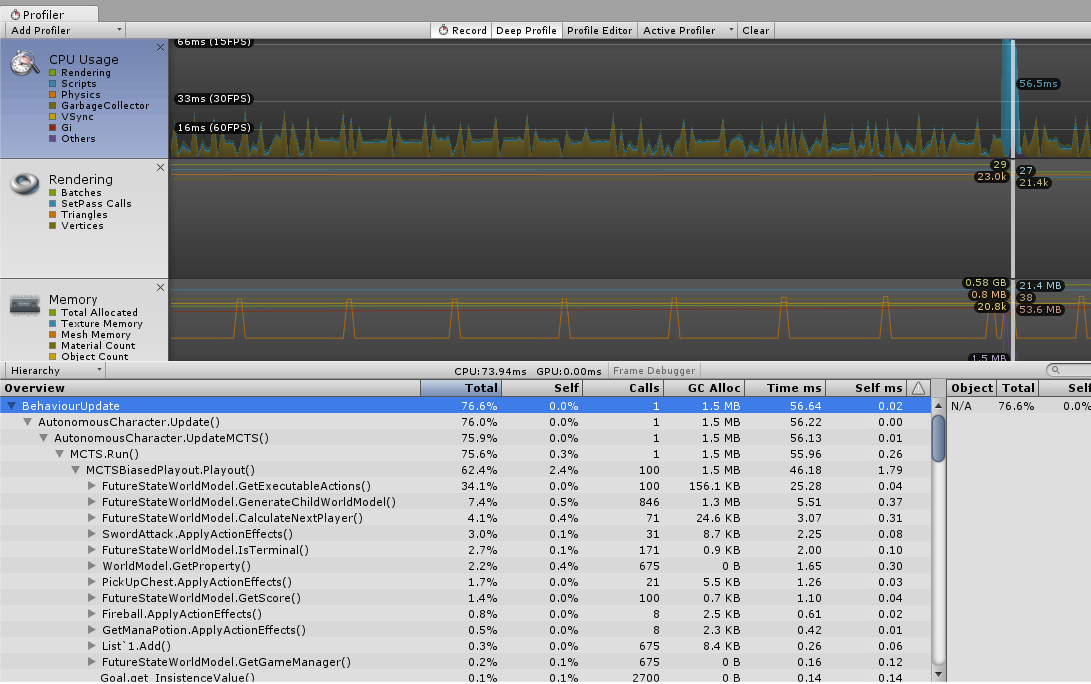 Profiler
Add Profiler Record Deep Profile Profile Editor Active Profiler Clear
CPU Usage
Rendering
Scripts
Physics
GarbageCollector
VSync
Gi
Others
66ms (15FPS)
33ms (30FPS)
16ms (60FPS)
56.5ms
Rendering
Batches
SetPass Calls
Triangles
Vertices
29
23.0k
27
21.4k
Memory
Total Allocated
Texture Memory
Mesh Memory
Material Count
Object Count
0.58 GB
0.8 MB
20.8k
1.5 MB
21.4 MB
38
53.6 MB
Hierarchy CPU:73.94ms GPU:0.00ms Frame Debugger
Overview Total Self Calls GC Alloc Time ms Self ms Object Total Self
BehaviourUpdate 76.6% 0.0% 1 1.5 MB 56.64 0.02 N/A 76.6% 0.0%
AutonomousCharacter.Update() 76.0% 0.0% 1 1.5 MB 56.22 0.00
AutonomousCharacter.UpdateMCTS() 75.9% 0.0% 1 1.5 MB 56.13 0.01
MCTS.Run() 75.6% 0.3% 1 1.5 MB 55.96 0.26
MCTSBiasedPlayout.Playout() 62.4% 2.4% 100 1.5 MB 46.18 1.79
FutureStateWorldModel.GetExecutableActions() 34.1% 0.0% 100 156.1 KB 25.28 0.04
FutureStateWorldModel.GenerateChildWorldModel() 7.4% 0.5% 846 1.3 MB 5.51 0.37
FutureStateWorldModel.CalculateNextPlayer() 4.1% 0.4% 71 24.6 KB 3.07 0.31
SwordAttack.ApplyActionEffects() 3.0% 0.1% 31 8.7 KB 2.25 0.08
FutureStateWorldModel.IsTerminal() 2.7% 0.1% 171 0.9 KB 2.00 0.10
WorldModel.GetProperty() 2.2% 0.4% 675 0 B 1.65 0.30
PickUpChest.ApplyActionEffects() 1.7% 0.0% 21 5.5 KB 1.26 0.03
FutureStateWorldModel.GetScore() 1.4% 0.0% 100 0.7 KB 1.10 0.04
Fireball.ApplyActionEffects() 0.8% 0.0% 8 2.5 KB 0.61 0.02
GetManaPotion.ApplyActionEffects() 0.5% 0.0% 8 2.3 KB 0.42 0.01
List`1.Add() 0.3% 0.0% 675 8.4 KB 0.26 0.06
FutureStateWorldModel.GetGameManager() 0.2% 0.1% 675 0 B 0.16 0.12
Goal.get_InsistenceValue() 0.1% 0.1% 2700 0 B 0.14 0.14